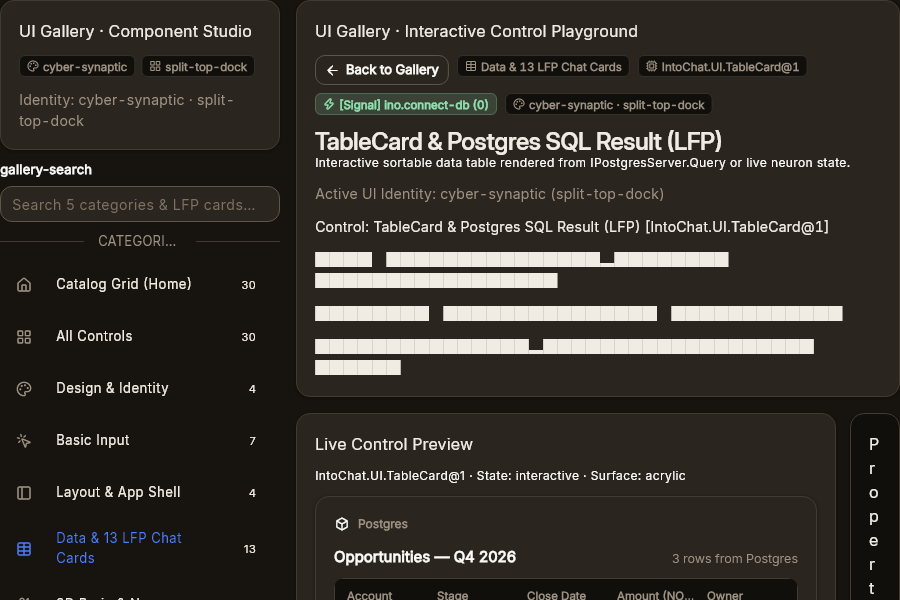 UI Gallery · Component Studio
cyber-synaptic
split-top-dock
Identity: cyber-synaptic · split-
top-dock
gallery-search
Search 5 categories & LFP cards...
CATEGORI...
Catalog Grid (Home) 30
All Controls 30
Design & Identity 4
Basic Input 7
Layout & App Shell 4
Data & 13 LFP Chat
Cards 13
UI Gallery · Interactive Control Playground
← Back to Gallery
Data & 13 LFP Chat Cards
IntoChat.UI.TableCard@1
[Signal] ino.connect-db (0)
cyber-synaptic · split-top-dock
TableCard & Postgres SQL Result (LFP)
Interactive sortable data table rendered from IPostgresServer.Query or live neuron state.
Active UI Identity: cyber-synaptic (split-top-dock)
Control: TableCard & Postgres SQL Result (LFP) [IntoChat.UI.TableCard@1]
Live Control Preview
IntoChat.UI.TableCard@1 · State: interactive · Surface: acrylic
Postgres
Opportunities — Q4 2026
3 rows from Postgres
Account Stage Close Date Amount (NO... Owner
P
r
o
p
e
r
t